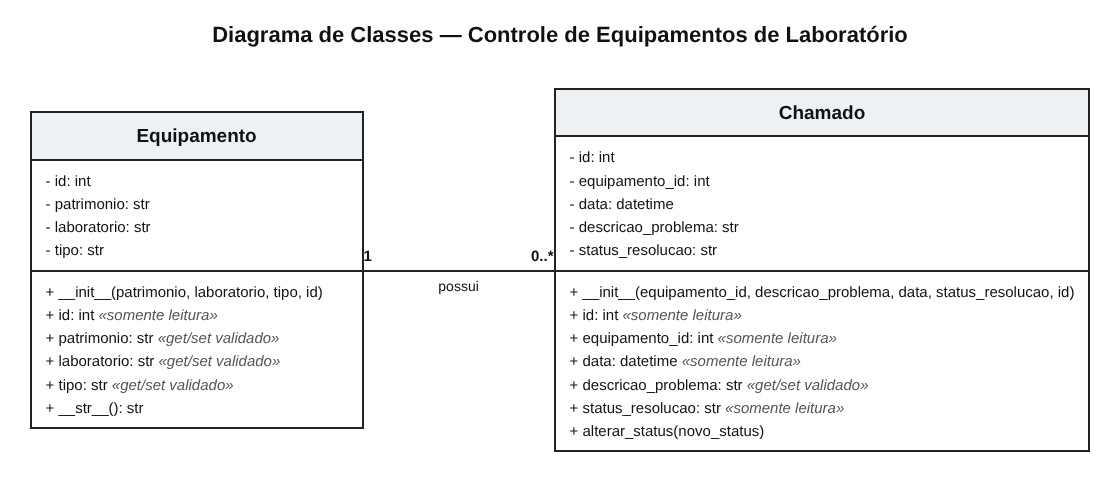 Diagrama de Classes — Controle de Equipamentos de Laboratório
Equipamento
- id: int
- patrimonio: str
- laboratorio: str
- tipo: str
+ __init__(patrimonio, laboratorio, tipo, id)
+ id: int «somente leitura»
+ patrimonio: str «get/set validado»
+ laboratorio: str «get/set validado»
+ tipo: str «get/set validado»
+ __str__(): str
1
0..*
possui
Chamado
- id: int
- equipamento_id: int
- data: datetime
- descricao_problema: str
- status_resolucao: str
+ __init__(equipamento_id, descricao_problema, data, status_resolucao, id)
+ id: int «somente leitura»
+ equipamento_id: int «somente leitura»
+ data: datetime «somente leitura»
+ descricao_problema: str «get/set validado»
+ status_resolucao: str «somente leitura»
+ alterar_status(novo_status)